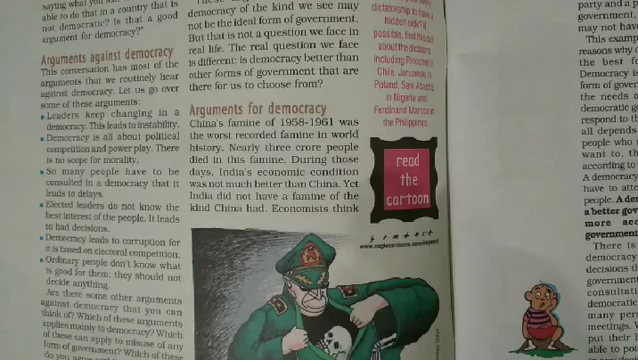 saying what you
able to do that in a country that is
not democratic? Is that a good
argument for democracy?"
Arguments against democracy
This conversation has most of the
arguments that we routinely hear
against democracy. Let us go over
some of these arguments:
Leaders keep changing in a
democracy. This leads to instability.
Democracy is all about political
competition and power play. There
is no scope for morality.
So many people have to be
consulted in a democracy that it
leads to delays.
Elected leaders do not know the
best interest of the people. It leads
to bad decisions.
Democracy leads to corruption for
it is based on electoral competition.
Ordinary people don't know what
is good for them; they should not
decide anything.
Are there some other arguments
against democracy that you can
think of? Which of these arguments
applies mainly to democracy? Which
of these can apply to misuse of any
form of government? Which of these
do you agree
democracy of the kind we see may
not be the ideal form of government.
But that is not a question we face in
real life. The real question we face
is different: is democracy better than
other forms of government that are
there for us to choose from?
Arguments for democracy
China's famine of 1958-1961 was
the worst recorded famine in world
history. Nearly three crore people
died in this famine. During those
days, India's economic condition
was not much better than China. Yet
India did not have a famine of the
kind China had. Economists think
dictatorship to have a
hidden side? If
possible, find
about the dictators
including Pinochet in
Chile, Jaruzelski in
Poland, Sani Abacha
in Nigeria and
Ferdinand Marcos in
the Philippines.
read
the
cartoon
party and a
government,
may not have
This examp
reasons why
the best fo
Democracy i
form of gover
the needs o
democratic go
respond to th
all depends
people who
want to, th
according to
A democracy
have to atte
people. A de
a better gov
more acc
government
There is
democracy
decisions t
governmen
consultati
democratic
many pers
meetings.
put their
able to poi